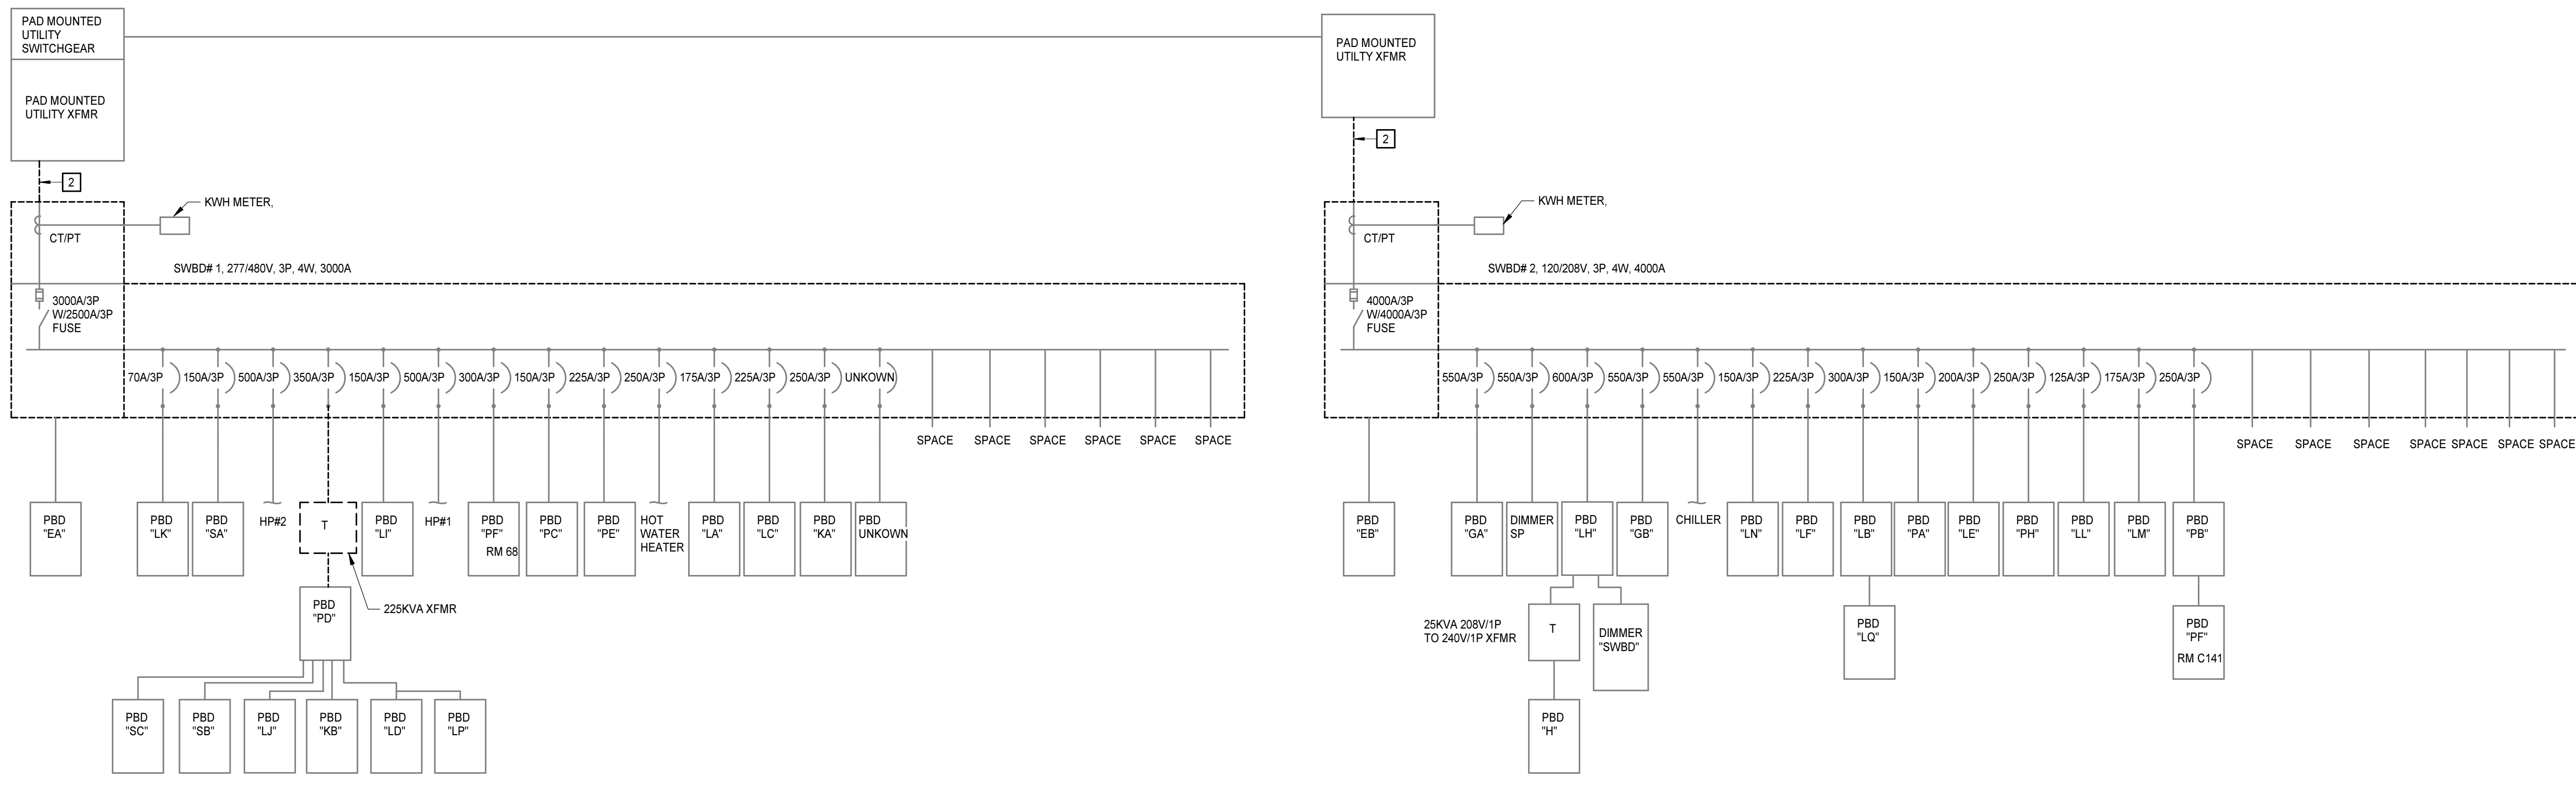 PAD MOUNTED
UTILITY
SWITCHGEAR
PAD MOUNTED
UTILITY XFMR
2
KWH METER,
CT/PT
SWBD# 1, 277/480V, 3P, 4W, 3000A
3000A/3P
W/2500A/3P
FUSE
70A/3P
150A/3P
500A/3P
350A/3P
150A/3P
500A/3P
300A/3P
150A/3P
225A/3P
250A/3P
175A/3P
225A/3P
250A/3P
UNKOWN
SPACE
SPACE
SPACE
SPACE
SPACE
SPACE
PBD
"EA"
PBD
"LK"
PBD
"SA"
HP#2
T
PBD
"LI"
HP#1
PBD
"PF"
RM 68
PBD
"PC"
PBD
"PE"
HOT
WATER
HEATER
PBD
"LA"
PBD
"LC"
PBD
"KA"
PBD
UNKOWN
225KVA XFMR
PBD
"PD"
PBD
"SC"
PBD
"SB"
PBD
"LJ"
PBD
"KB"
PBD
"LD"
PBD
"LP"
PAD MOUNTED
UTILTY XFMR
2
KWH METER,
CT/PT
SWBD# 2, 120/208V, 3P, 4W, 4000A
4000A/3P
W/4000A/3P
FUSE
550A/3P
550A/3P
600A/3P
550A/3P
550A/3P
150A/3P
225A/3P
300A/3P
150A/3P
200A/3P
250A/3P
125A/3P
175A/3P
250A/3P
SPACE
SPACE
SPACE
SPACE
SPACE
SPACE
SPACE
PBD
"EB"
PBD
"GA"
DIMMER
SP
PBD
"LH"
PBD
"GB"
CHILLER
PBD
"LN"
PBD
"LF"
PBD
"LB"
PBD
"PA"
PBD
"LE"
PBD
"PH"
PBD
"LL"
PBD
"LM"
PBD
"PB"
25KVA 208V/1P
TO 240V/1P XFMR
T
DIMMER
"SWBD"
PBD
"LQ"
PBD
"PF"
RM C141
PBD
"H"